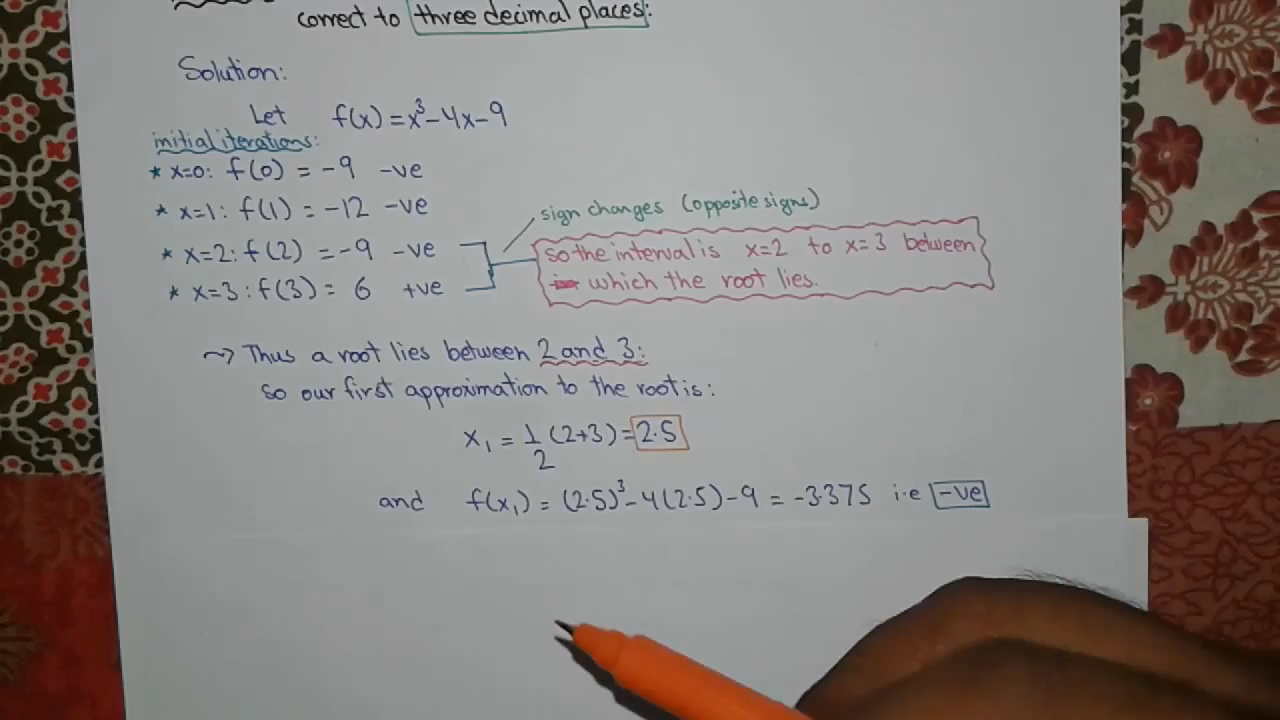 correct to three decimal places:
Solution:
Let f(x) = x³-4x-9
initial iterations:
* x=0: f(0) = -9 -ve
* x=1: f(1) = -12 -ve
sign changes (opposite signs)
* x=2: f(2) = -9 -ve
* x=3: f(3) = 6 +ve
so the interval is x=2 to x=3 between
which the root lies.
~> Thus a root lies between 2 and 3:
so our first approximation to the root is:
x₁ = 1/2 (2+3) = 2.5
and f(x₁) = (2.5)³-4(2.5)-9 = -3.375 i.e -ve